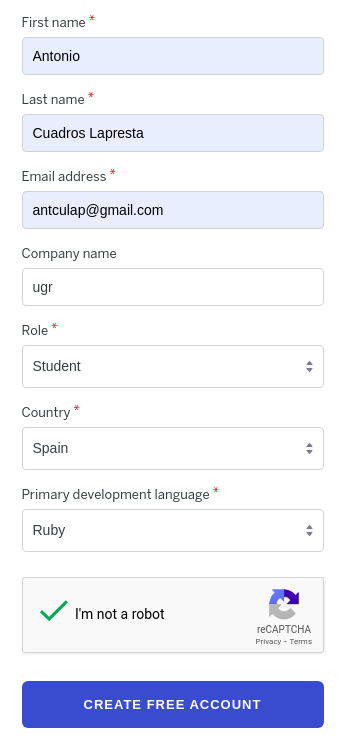 First name *
Antonio
Last name *
Cuadros Lapresta
Email address *
antculap@gmail.com
Company name
ugr
Role *
Student
Country *
Spain
Primary development language *
Ruby
I'm not a robot
reCAPTCHA
Privacy - Terms
CREATE FREE ACCOUNT